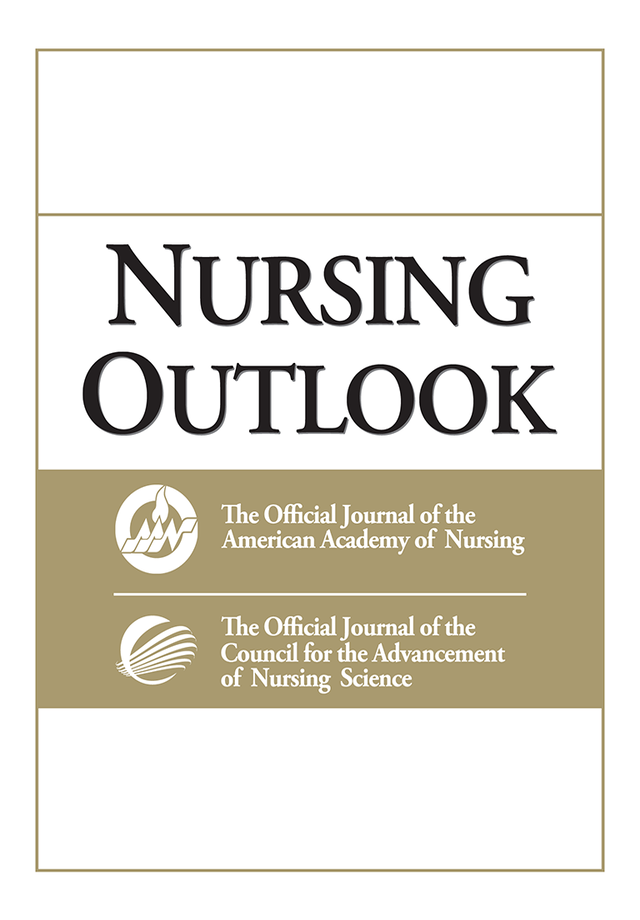 NURSING
OUTLOOK
The Official Journal of the
American Academy of Nursing
The Official Journal of the
Council for the Advancement
of Nursing Science